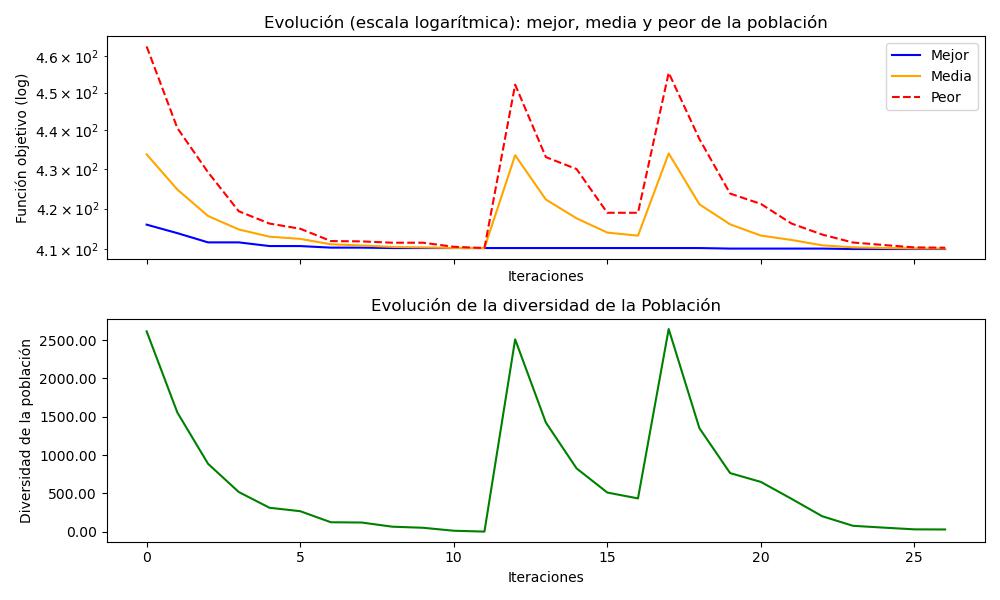 Evolución (escala logarítmica): mejor, media y peor de la población
Función objetivo (log)
4.6 × 10²
4.5 × 10²
4.4 × 10²
4.3 × 10²
4.2 × 10²
4.1 × 10²
Mejor
Media
Peor
Iteraciones
Evolución de la diversidad de la Población
Diversidad de la población
2500.00
2000.00
1500.00
1000.00
500.00
0.00
0 5 10 15 20 25
Iteraciones